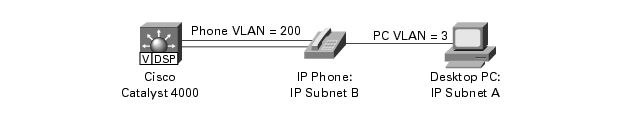 Phone VLAN = 200
PC VLAN = 3
V DSP
Cisco
Catalyst 4000
IP Phone:
IP Subnet B
Desktop PC:
IP Subnet A